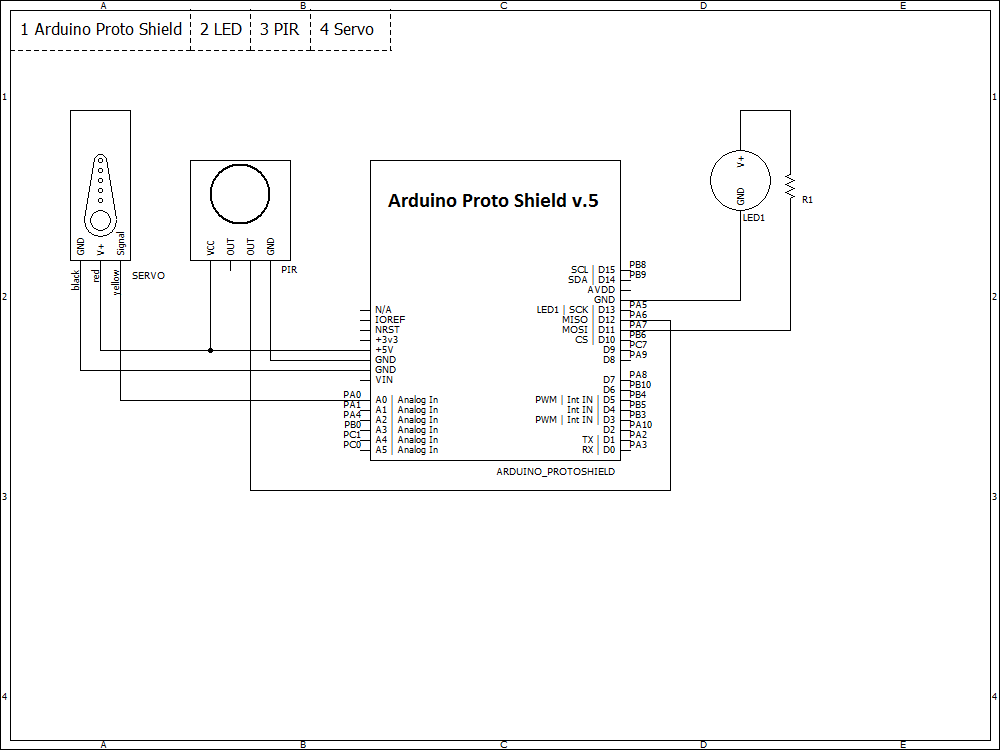 A B C D E
1 Arduino Proto Shield 2 LED 3 PIR 4 Servo
1 1
Arduino Proto Shield v.5
V+
GND
LED1
R1
GND V+ Signal
black red yellow
SERVO
VCC OUT OUT GND
PIR
2 2
N/A
IOREF
NRST
+3v3
+5V
GND
GND
VIN
PA0 A0 | Analog In
PA1 A1 | Analog In
PA4 A2 | Analog In
PB0 A3 | Analog In
PC1 A4 | Analog In
PC0 A5 | Analog In
SCL | D15 PB8
SDA | D14 PB9
AVDD
GND
LED1 | SCK | D13 PA5
MISO | D12 PA6
MOSI | D11 PA7
CS | D10 PB6
D9 PC7
D8 PA9
D7 PA8
D6 PB10
PWM | Int IN | D5 PB4
Int IN | D4 PB5
PWM | Int IN | D3 PB3
D2 PA10
TX | D1 PA2
RX | D0 PA3
ARDUINO_PROTOSHIELD
3 3
4 4
A B C D E